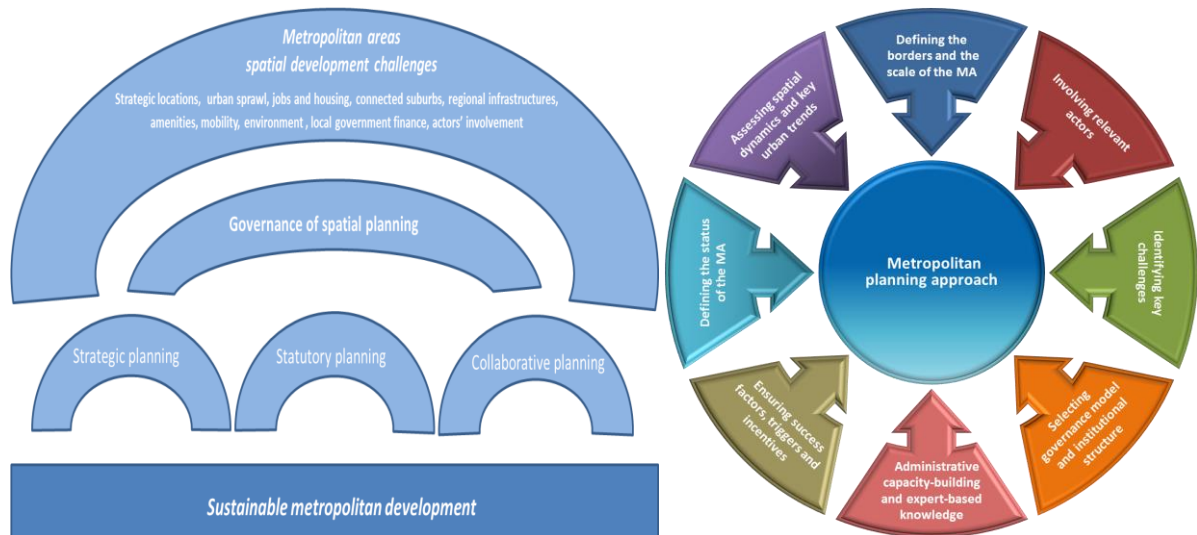 Metropolitan areas
spatial development challenges
Strategic locations, urban sprawl, jobs and housing, connected suburbs, regional infrastructures,
amenities, mobility, environment , local government finance, actors' involvement
Governance of spatial planning
Strategic planning
Statutory planning
Collaborative planning
Sustainable metropolitan development
Defining the
borders and the
scale of the MA
Involving relevant
actors
Identifying key
challenges
Selecting
governance model
and institutional
structure
Administrative
capacity-building
and expert-based
knowledge
Ensuring success
factors, triggers and
incentives
Defining the status
of the MA
Assessing spatial
dynamics and key
urban trends
Metropolitan
planning approach